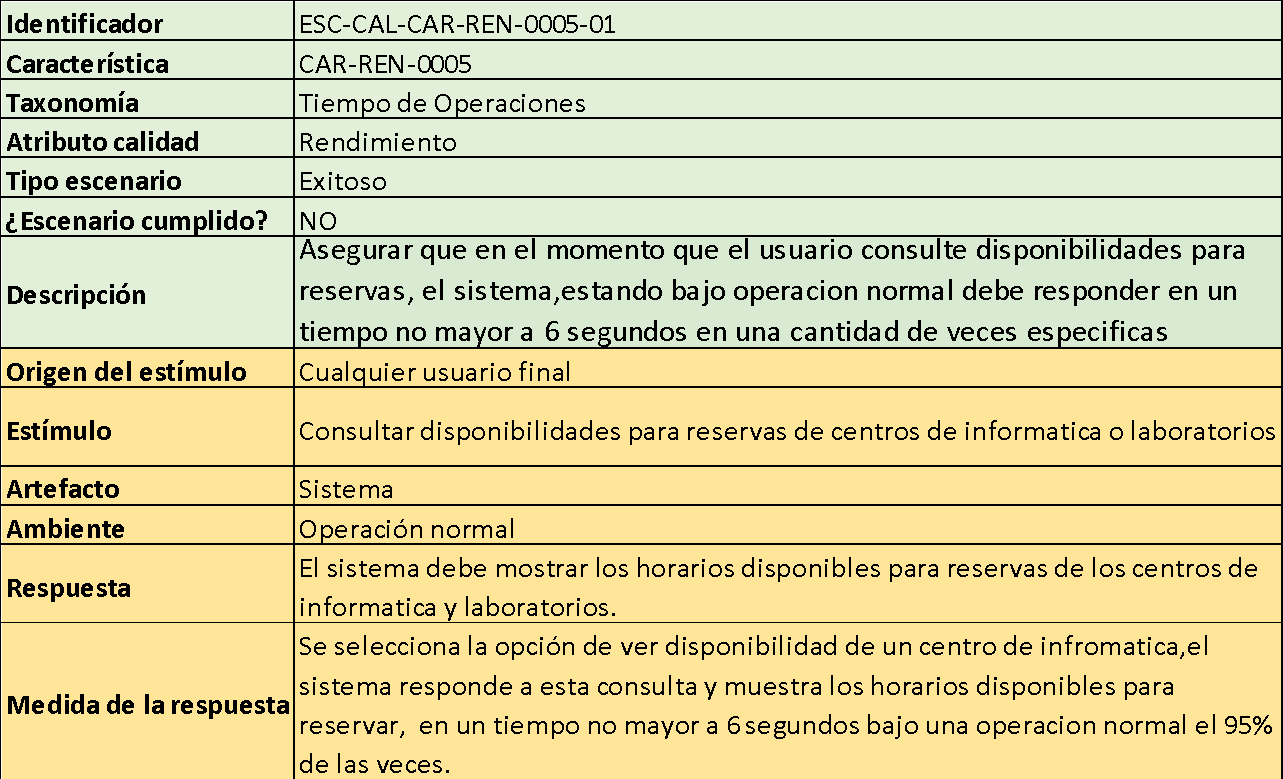 Identificador ESC-CAL-CAR-REN-0005-01
Característica CAR-REN-0005
Taxonomía Tiempo de Operaciones
Atributo calidad Rendimiento
Tipo escenario Exitoso
¿Escenario cumplido? NO
Descripción
Asegurar que en el momento que el usuario consulte disponibilidades para
reservas, el sistema,estando bajo operacion normal debe responder en un
tiempo no mayor a 6 segundos en una cantidad de veces especificas
Origen del estímulo Cualquier usuario final
Estímulo Consultar disponibilidades para reservas de centros de informatica o laboratorios
Artefacto Sistema
Ambiente Operación normal
Respuesta
El sistema debe mostrar los horarios disponibles para reservas de los centros de
informatica y laboratorios.
Medida de la respuesta
Se selecciona la opción de ver disponibilidad de un centro de infromatica,el
sistema responde a esta consulta y muestra los horarios disponibles para
reservar, en un tiempo no mayor a 6 segundos bajo una operacion normal el 95%
de las veces.